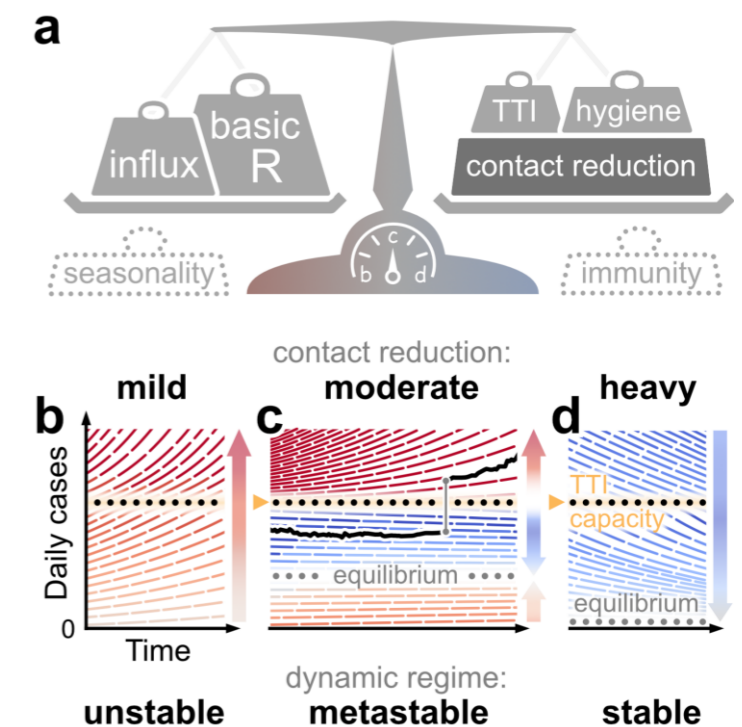 a
TTI
hygiene
basic
R
influx
contact reduction
c
b
d
seasonality
immunity
contact reduction:
mild
moderate
heavy
b
c
d
Daily cases
TTI
capacity
equilibrium
equilibrium
0
Time
dynamic regime:
unstable
metastable
stable